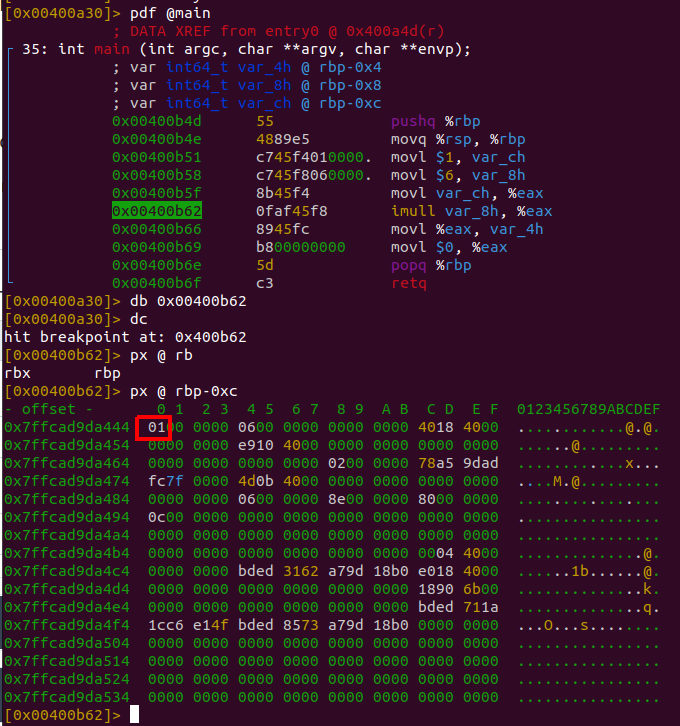 [0x00400a30]> pdf @main
; DATA XREF from entry0 @ 0x400a4d(r)
35: int main (int argc, char **argv, char **envp);
; var int64_t var_4h @ rbp-0x4
; var int64_t var_8h @ rbp-0x8
; var int64_t var_ch @ rbp-0xc
0x00400b4d 55 pushq %rbp
0x00400b4e 4889e5 movq %rsp, %rbp
0x00400b51 c745f4010000. movl $1, var_ch
0x00400b58 c745f8060000. movl $6, var_8h
0x00400b5f 8b45f4 movl var_ch, %eax
0x00400b62 0faf45f8 imull var_8h, %eax
0x00400b66 8945fc movl %eax, var_4h
0x00400b69 b800000000 movl $0, %eax
0x00400b6e 5d popq %rbp
0x00400b6f c3 retq
[0x00400a30]> db 0x00400b62
[0x00400a30]> dc
hit breakpoint at: 0x400b62
[0x00400b62]> px @ rb
rbx rbp
[0x00400b62]> px @ rbp-0xc
- offset - 0 1 2 3 4 5 6 7 8 9 A B C D E F 0123456789ABCDEF
0x7ffcad9da444 0100 0000 0600 0000 0000 0000 4018 4000 ............@.@.
0x7ffcad9da454 0000 0000 e910 4000 0000 0000 0000 0000 ......@.........
0x7ffcad9da464 0000 0000 0000 0000 0200 0000 78a5 9dad ............x...
0x7ffcad9da474 fc7f 0000 4d0b 4000 0000 0000 0000 0000 ....M.@.........
0x7ffcad9da484 0000 0000 0600 0000 8e00 0000 8000 0000 ................
0x7ffcad9da494 0c00 0000 0000 0000 0000 0000 0000 0000 ................
0x7ffcad9da4a4 0000 0000 0000 0000 0000 0000 0000 0000 ................
0x7ffcad9da4b4 0000 0000 0000 0000 0000 0000 0004 4000 ..............@.
0x7ffcad9da4c4 0000 0000 bded 3162 a79d 18b0 e018 4000 ......1b......@.
0x7ffcad9da4d4 0000 0000 0000 0000 0000 0000 1890 6b00 ..............k.
0x7ffcad9da4e4 0000 0000 0000 0000 0000 0000 bded 711a ..............q.
0x7ffcad9da4f4 1cc6 e14f bded 8573 a79d 18b0 0000 0000 ...O...s........
0x7ffcad9da504 0000 0000 0000 0000 0000 0000 0000 0000 ................
0x7ffcad9da514 0000 0000 0000 0000 0000 0000 0000 0000 ................
0x7ffcad9da524 0000 0000 0000 0000 0000 0000 0000 0000 ................
0x7ffcad9da534 0000 0000 0000 0000 0000 0000 0000 0000 ................
[0x00400b62]>